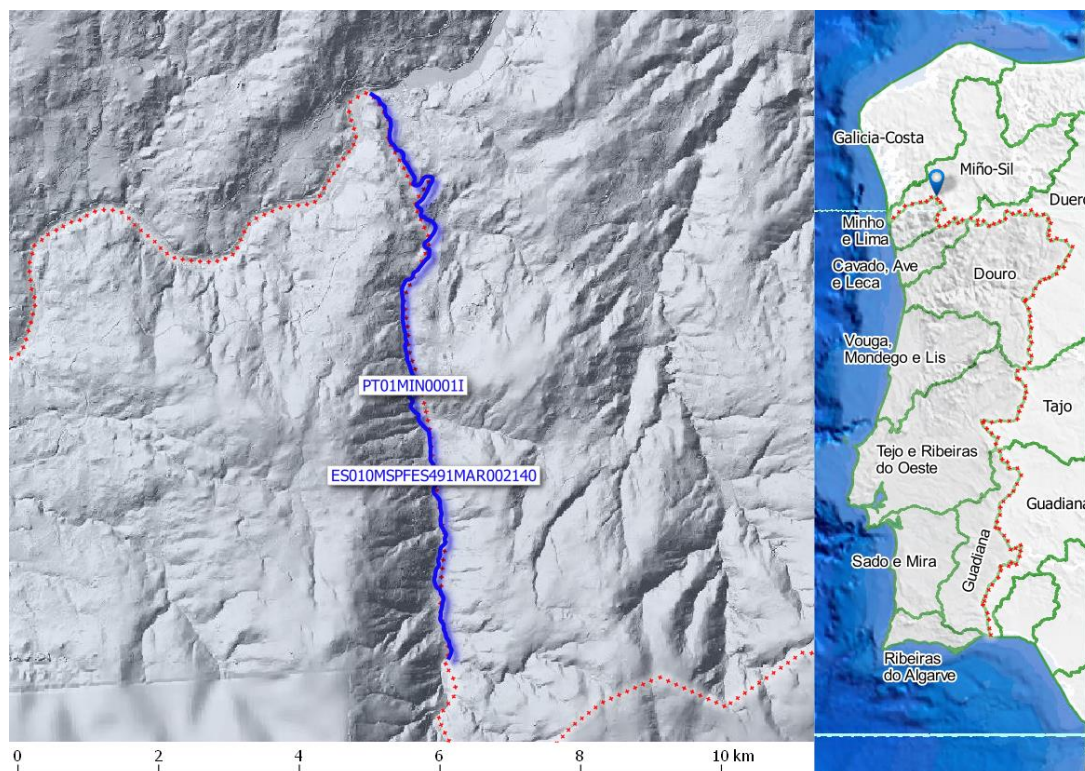 PT01MIN0001I
ES010MSPFES491MAR002140
0 2 4 6 8 10 km
Galicia-Costa
Miño-Sil
Minho
e Lima
Cavado, Ave
e Leca
Douro
Vouga,
Mondego e Lis
Tajo
Tejo e Ribeiras
do Oeste
Guadiana
Sado e Mira
Guadiana
Ribeiras
do Algarve